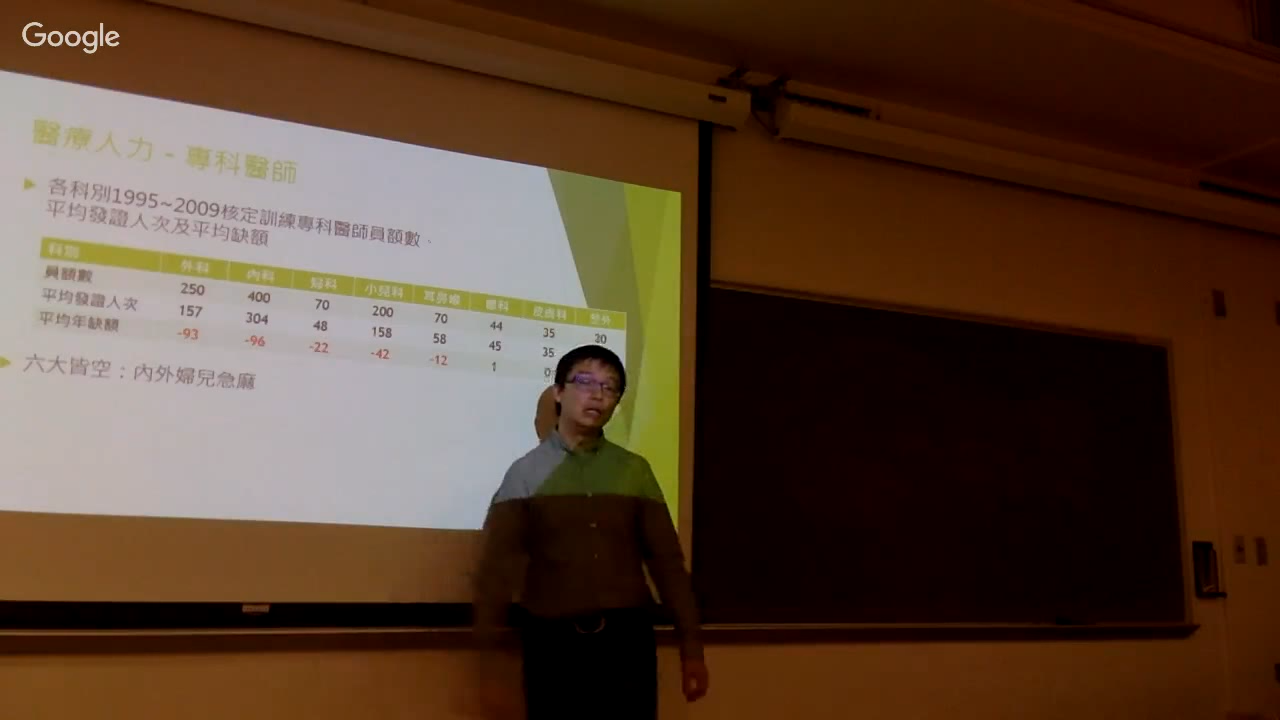 Google
醫療人力 - 專科醫師
各科別1995~2009核定訓練專科醫師員額數、
平均發證人次及平均缺額
科別 外科 內科 婦科 小兒科 耳鼻喉 眼科 皮膚科 整外
員額數 250 400 70 200 70 44 35 20
平均發證人次 157 304 48 158 58 45 35
平均年缺額 -93 -96 -22 -42 -12 1 0
六大皆空：內外婦兒急麻